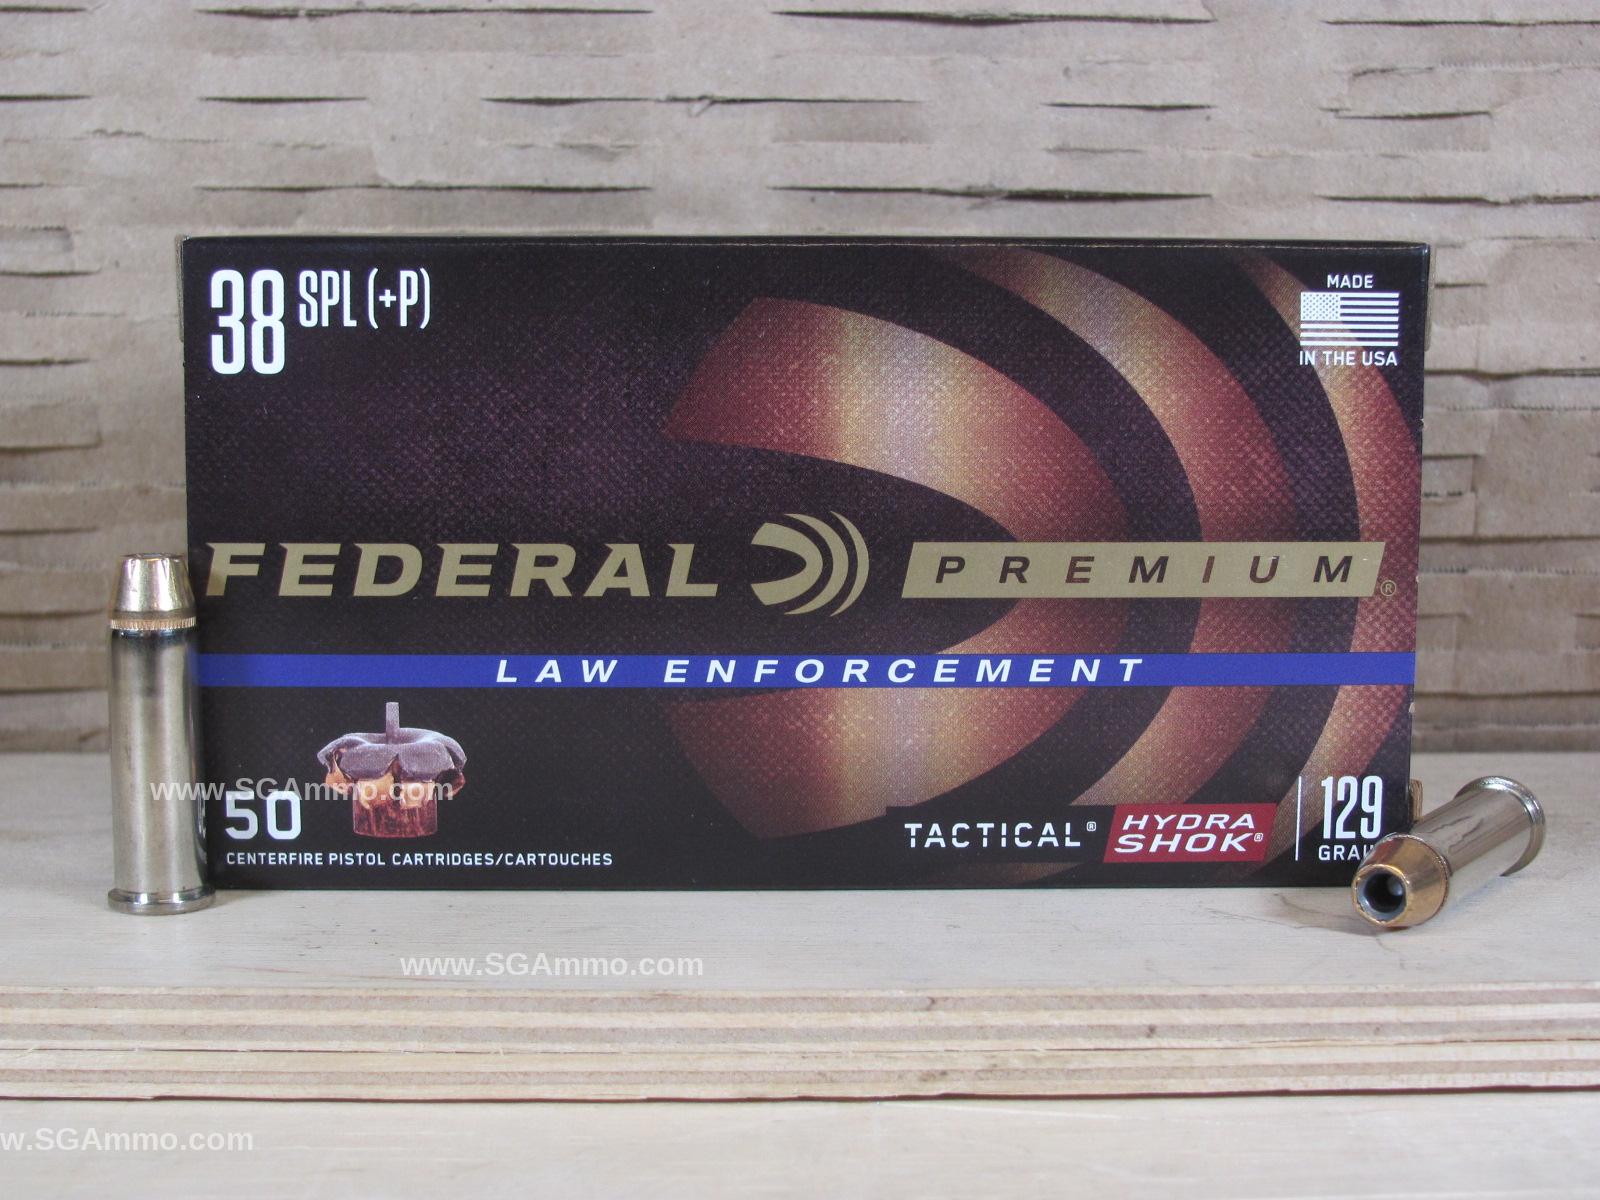 38 SPL (+P)
MADE
IN THE USA
FEDERAL PREMIUM®
LAW ENFORCEMENT
www.SGAmmo.com
50
CENTERFIRE PISTOL CARTRIDGES/CARTOUCHES
TACTICAL® HYDRA SHOK®
129
www.SGAmmo.com
w.SGAmmo.com